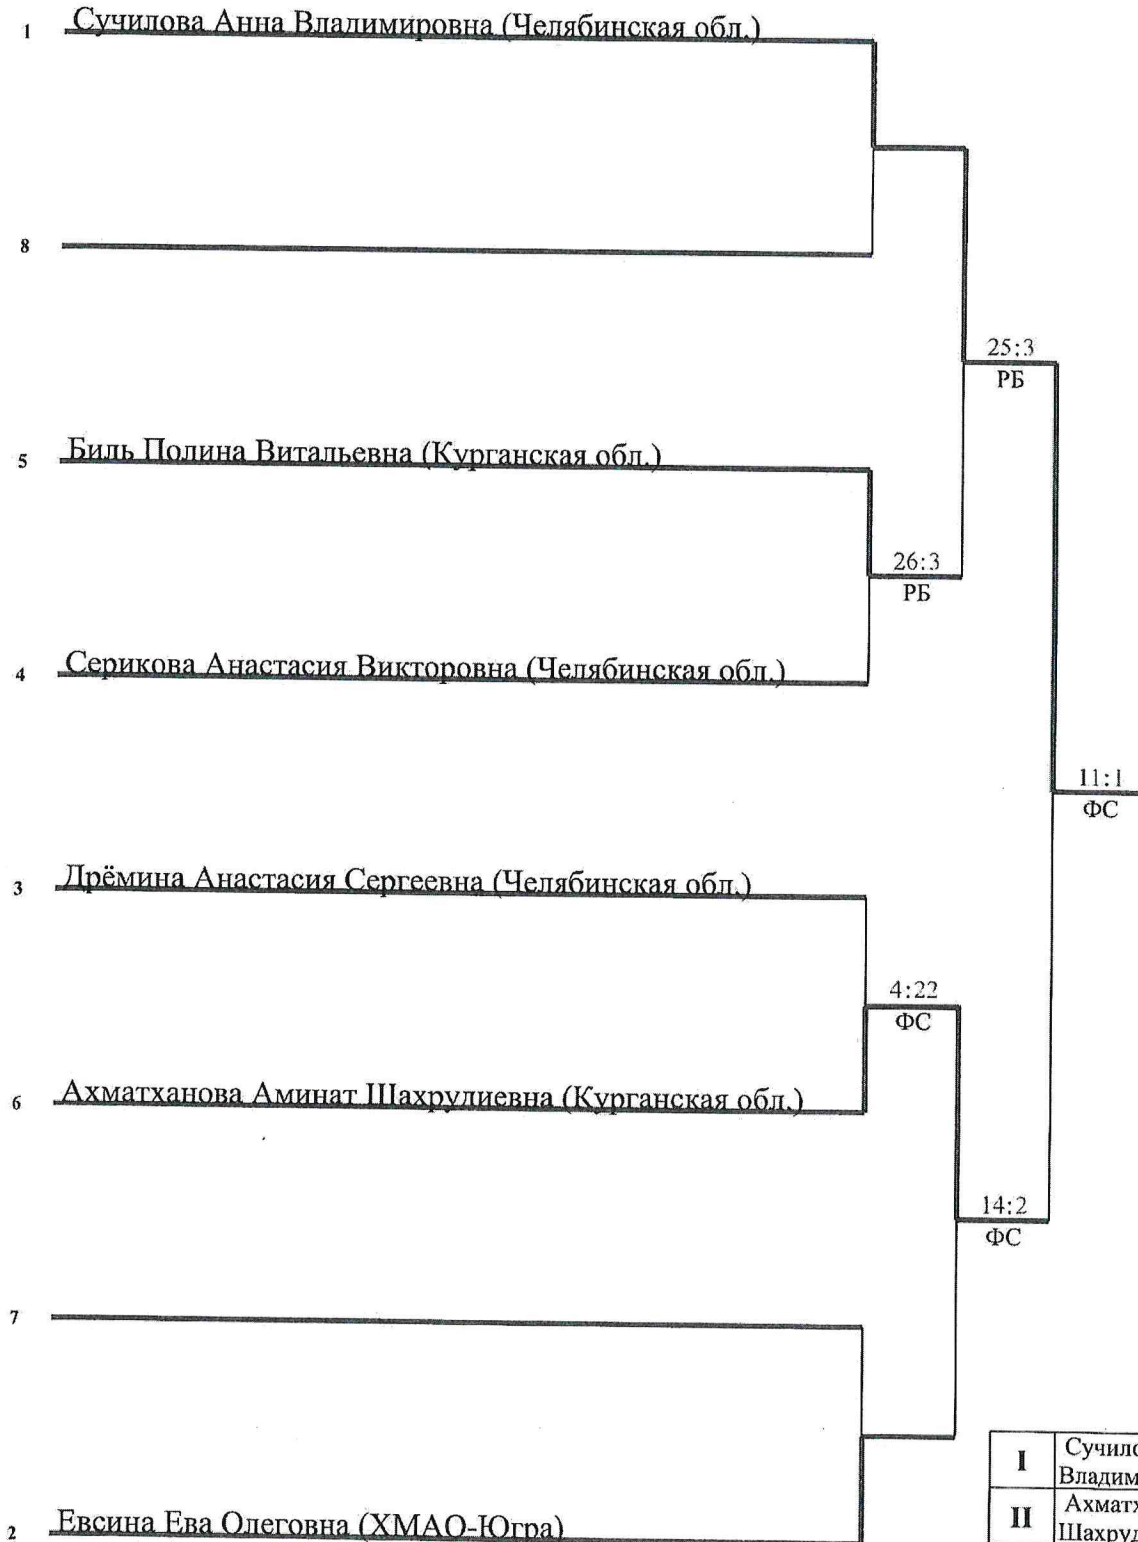 1 Сучилова Анна Владимировна (Челябинская обл.)
8
25:3
РБ
5 Биль Полина Витальевна (Курганская обл.)
26:3
РБ
4 Серикова Анастасия Викторовна (Челябинская обл.)
11:1
ФС
3 Дрёмина Анастасия Сергеевна (Челябинская обл.)
4:22
ФС
6 Ахматханова Аминат Шахрудиевна (Курганская обл.)
14:2
ФС
7
2 Евсина Ева Олеговна (ХМАО-Югра)
I
II